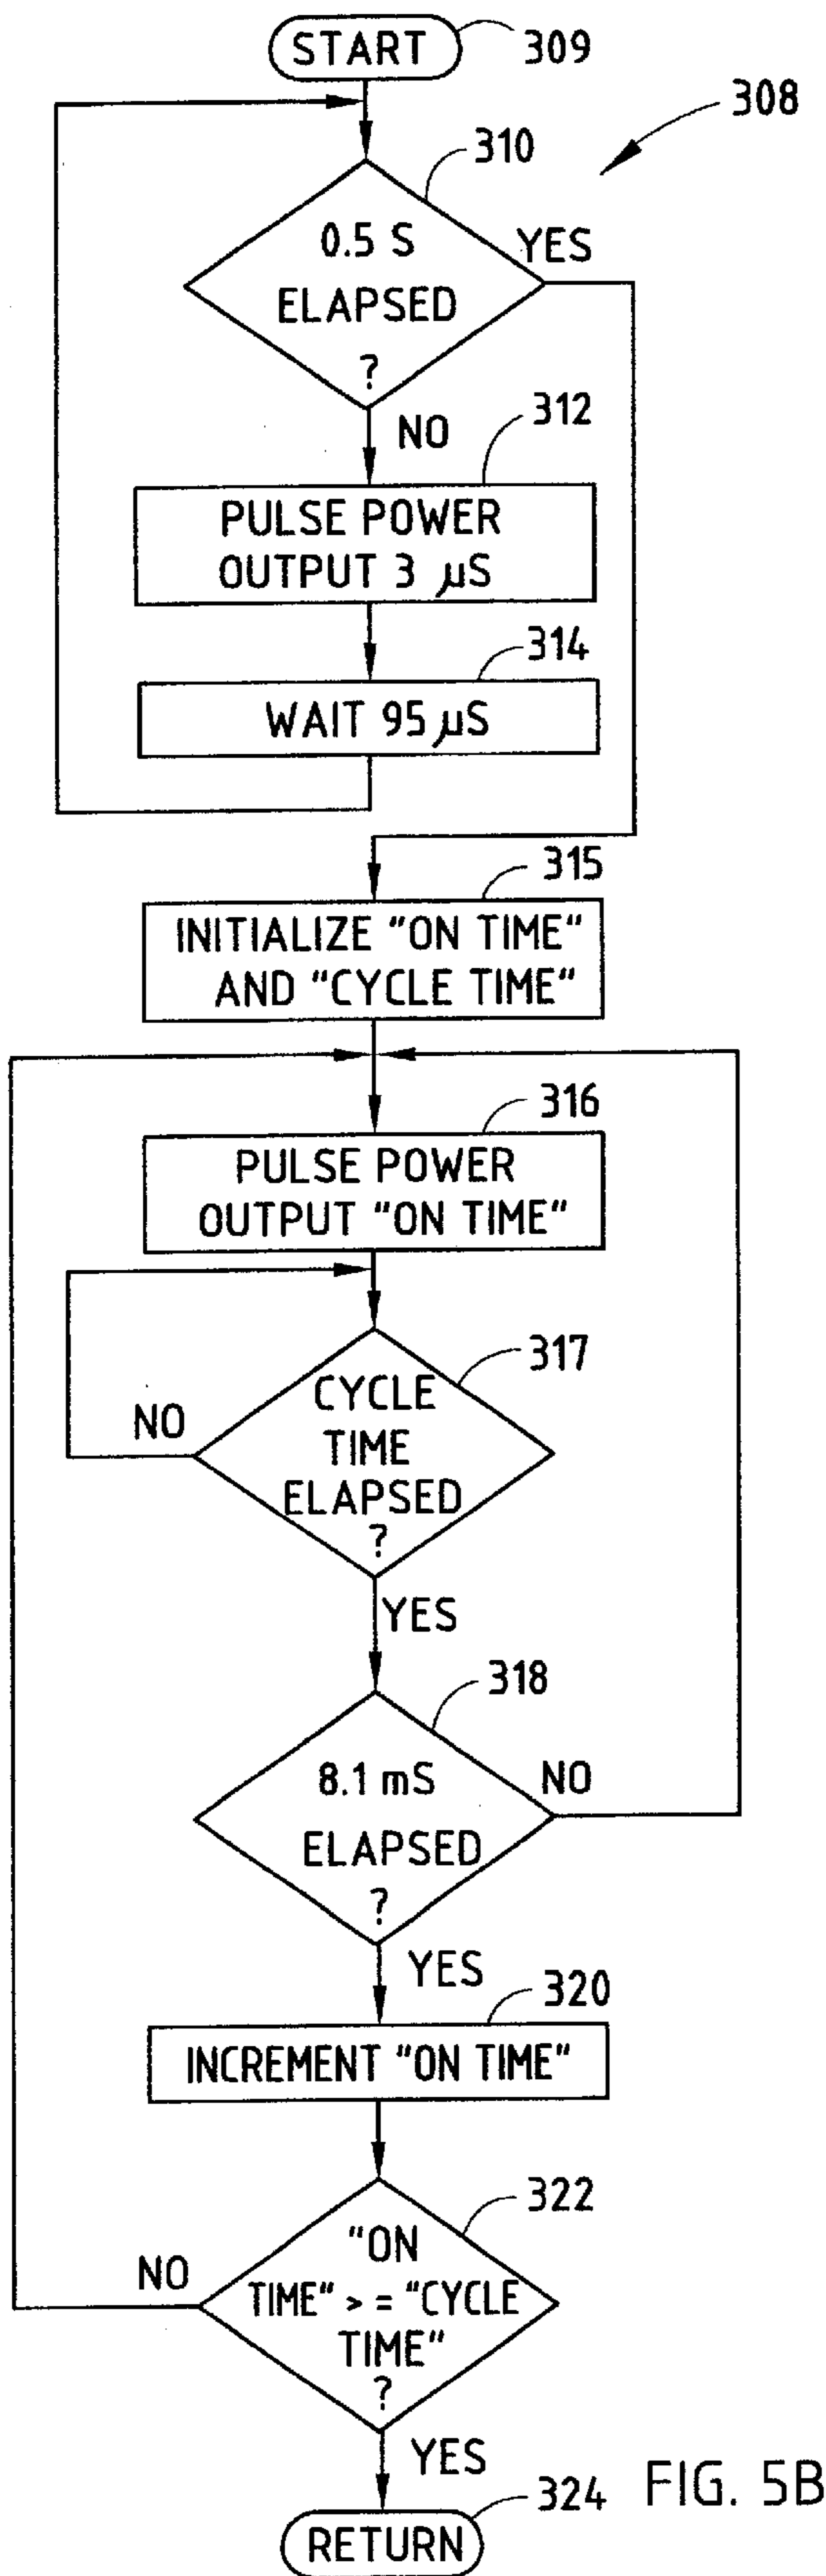 START
309
308
310
0.5 S
YES
ELAPSED
?
NO
312
PULSE POWER
OUTPUT 3 µS
314
WAIT 95 µS
315
INITIALIZE "ON TIME"
AND "CYCLE TIME"
316
PULSE POWER
OUTPUT "ON TIME"
317
CYCLE
NO
TIME
ELAPSED
?
YES
318
8.1 mS
NO
ELAPSED
?
YES
320
INCREMENT "ON TIME"
322
"ON
NO
TIME" > = "CYCLE
TIME"
?
YES
324
FIG. 5B
RETURN